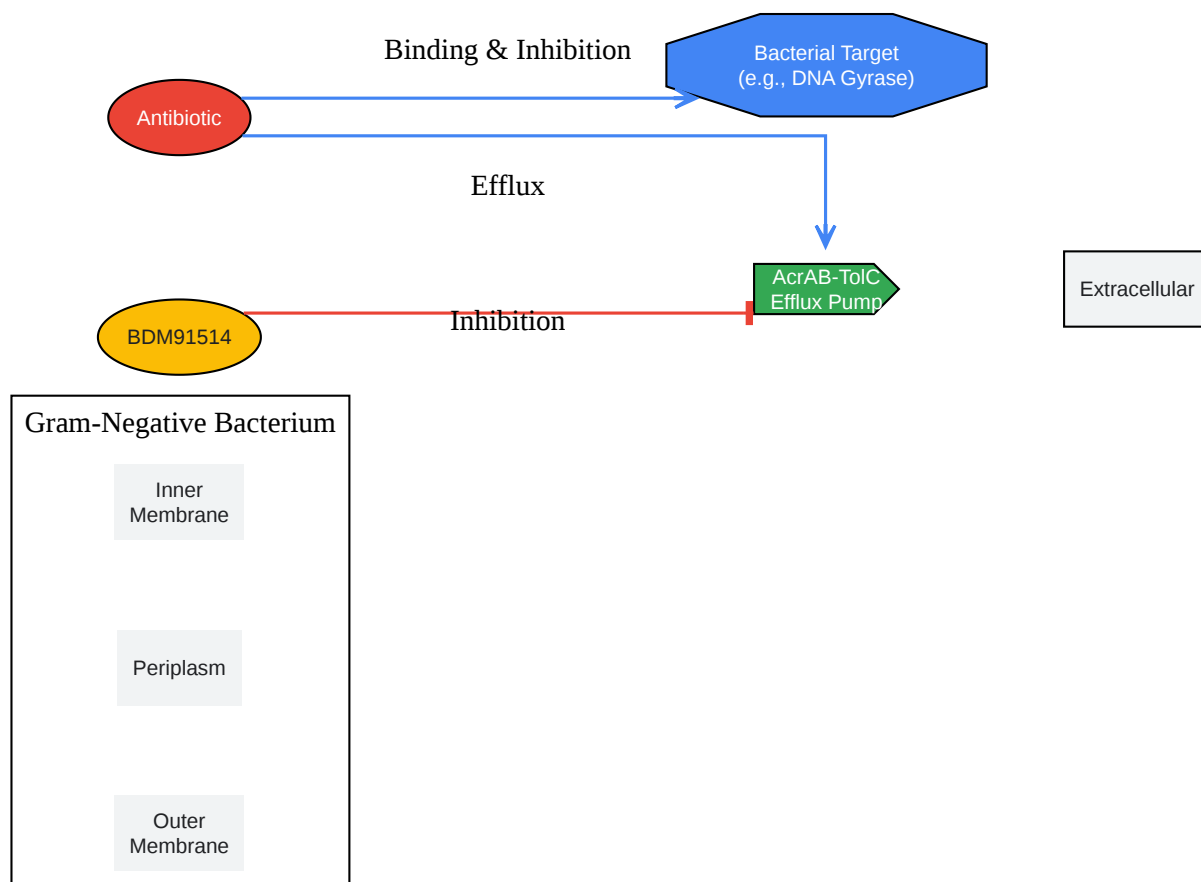 Binding & Inhibition
Bacterial Target
(e.g., DNA Gyrase)
Antibiotic
Efflux
AcrAB-TolC
Efflux Pump
Extracellular
Inhibition
BDM91514
Gram-Negative Bacterium
Inner
Membrane
Periplasm
Outer
Membrane